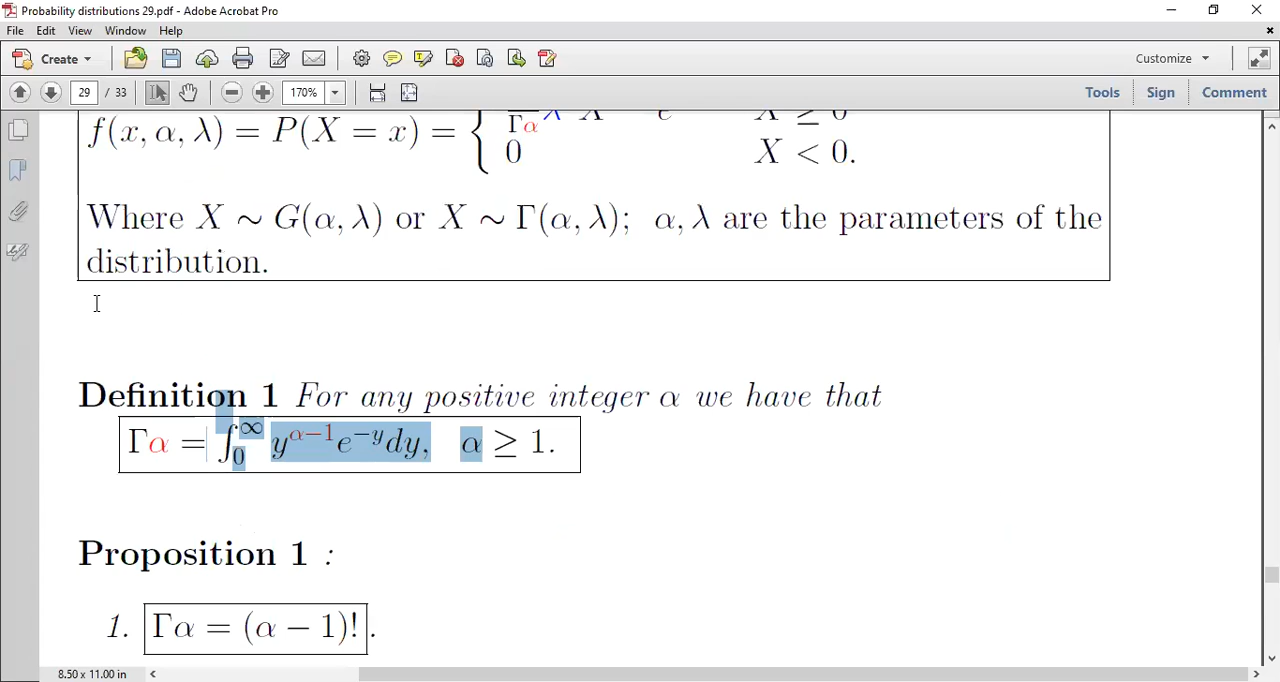 Probability distributions 29.pdf - Adobe Acrobat Pro
File Edit View Window Help
Create Customize
29 / 33 170% Tools Sign Comment
f(x, α, λ) = P(X = x) = {
Γα
0 X < 0.
Where X ∼ G(α, λ) or X ∼ Γ(α, λ); α, λ are the parameters of the
distribution.
Definition 1 For any positive integer α we have that
Γα = ∫₀^∞ y^{α−1}e^{−y}dy, α ≥ 1.
Proposition 1 :
1. Γα = (α − 1)! .
8.50 x 11.00 in